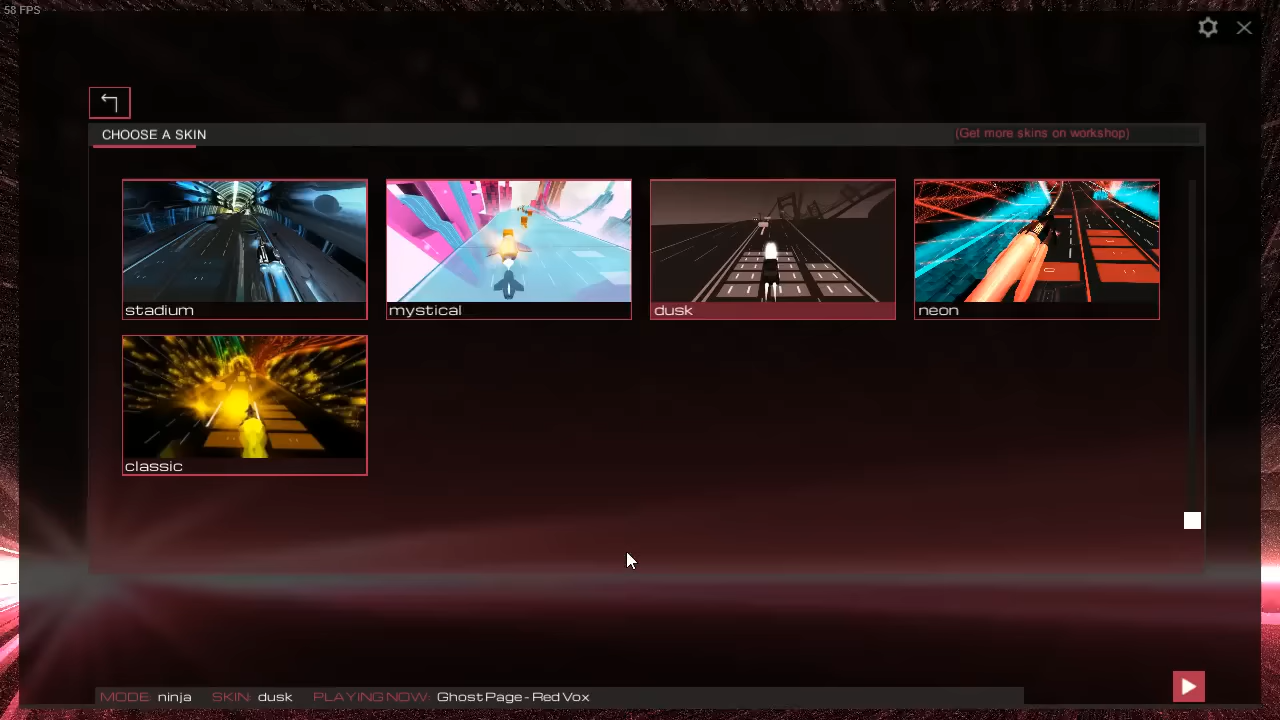 58 FPS
CHOOSE A SKIN
(Get more skins on workshop)
stadium
mystical
dusk
neon
classic
MODE: ninja SKIN: dusk PLAYING NOW: Ghost Page - Red Vox